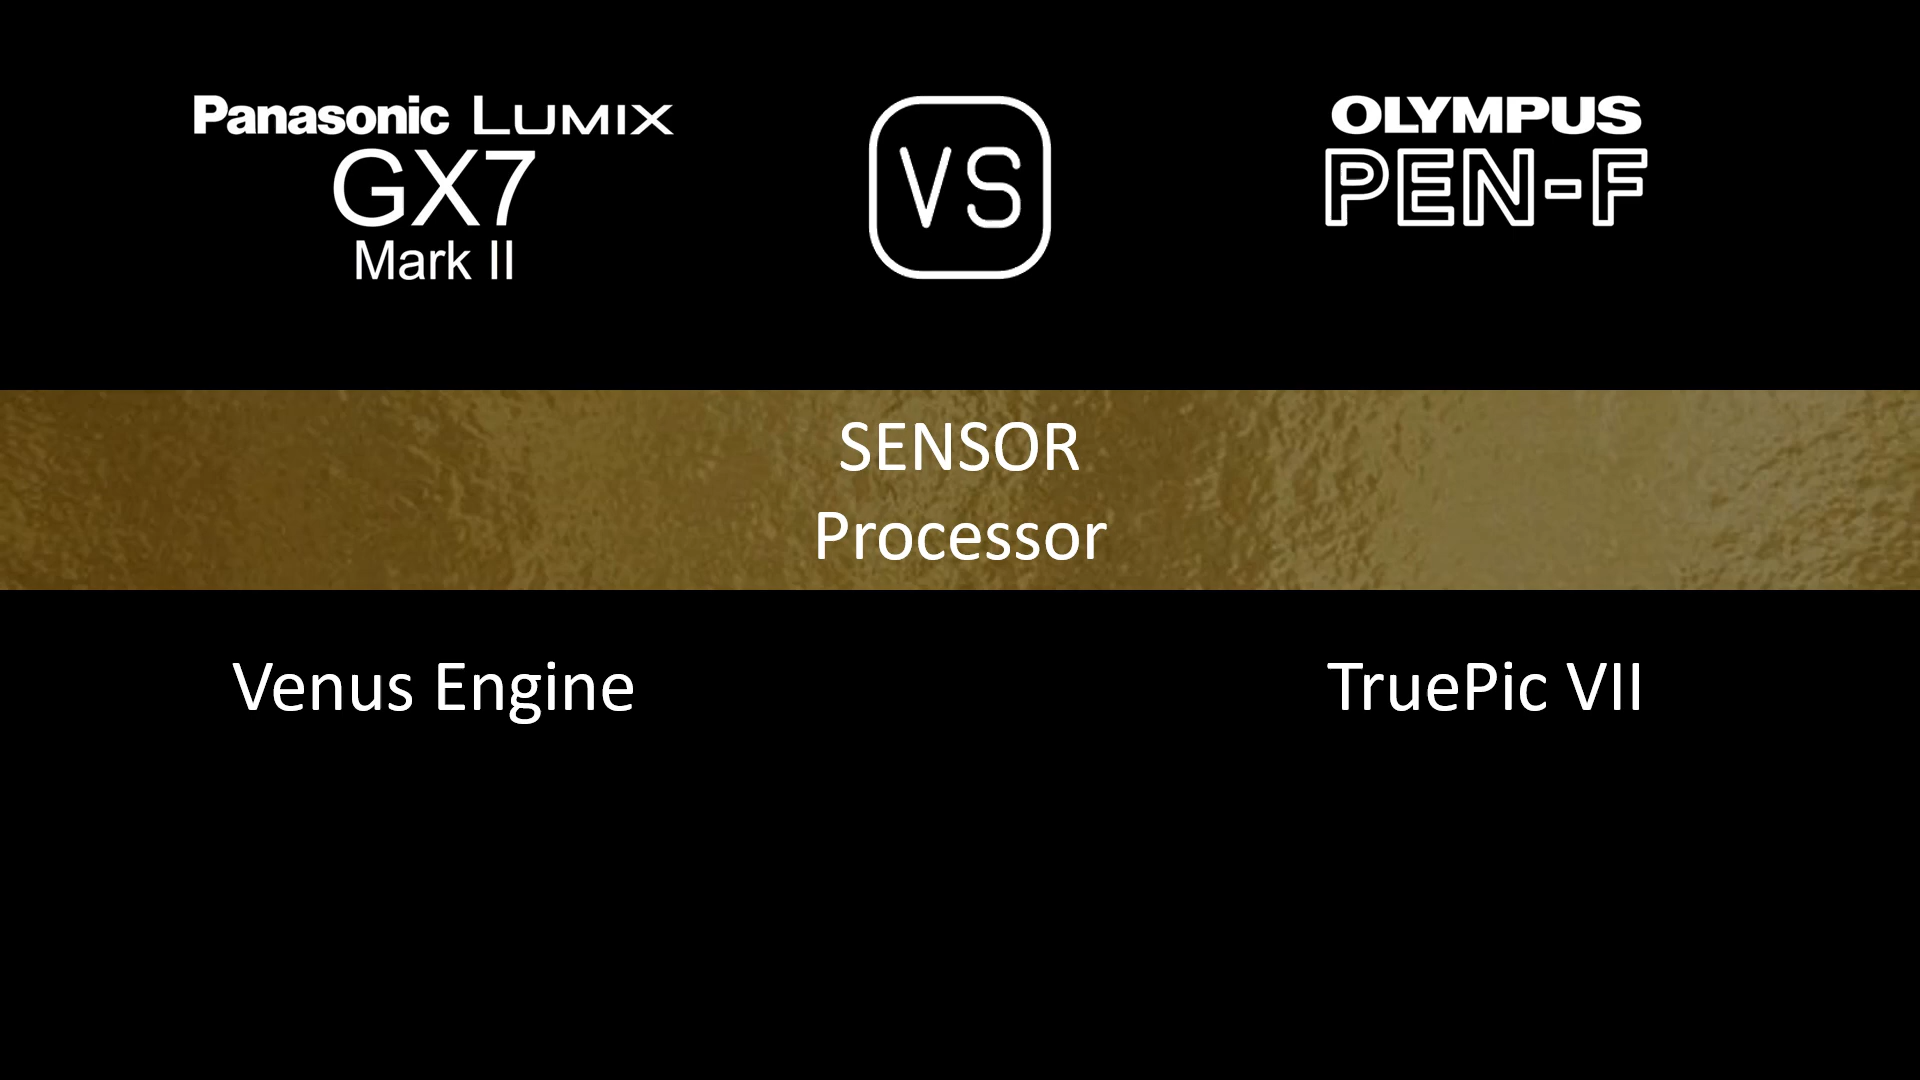 Panasonic LUMIX
GX7
Mark II
VS
OLYMPUS
PEN-F
SENSOR
Processor
Venus Engine
TruePic VII